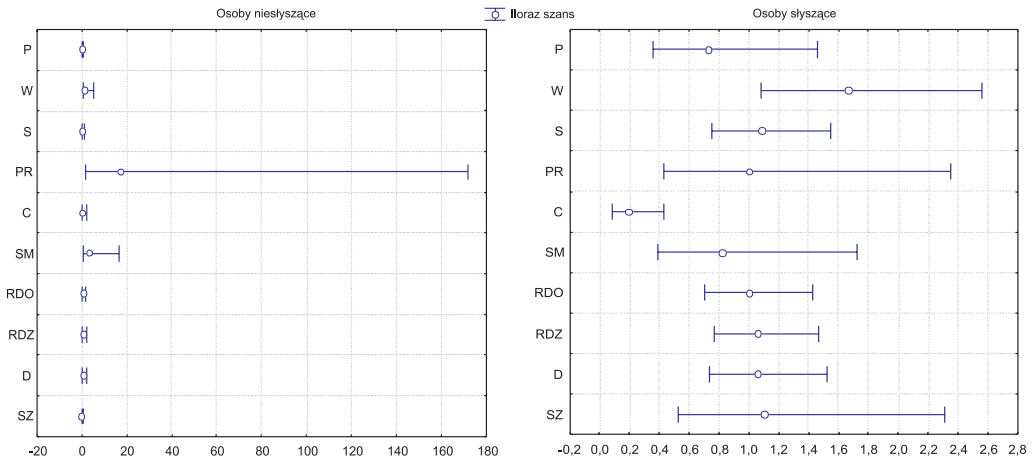 Osoby niesłyszące
Iloraz szans
Osoby słyszące
P
W
S
PR
C
SM
RDO
RDZ
D
SZ
-20 0 20 40 60 80 100 120 140 160 180
P
W
S
PR
C
SM
RDO
RDZ
D
SZ
-0,2 0,0 0,2 0,4 0,6 0,8 1,0 1,2 1,4 1,6 1,8 2,0 2,2 2,4 2,6 2,8